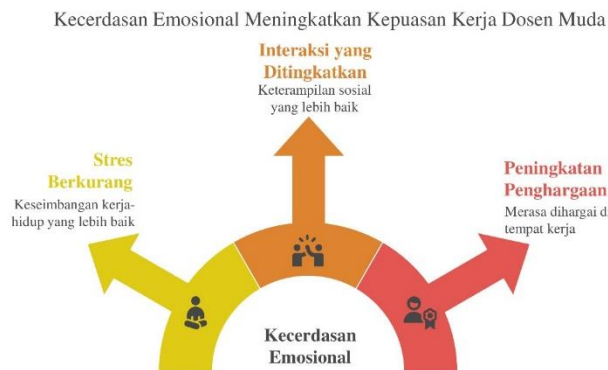 Kecerdasan Emosional Meningkatkan Kepuasan Kerja Dosen Muda
Interaksi yang
Ditingkatkan
Keterampilan sosial
yang lebih baik
Stres
Berkurang
Keseimbangan kerja-
hidup yang lebih baik
Peningkatan
Penghargaan
Merasa dihargai
tempat kerja
Kecerdasan
Emosional